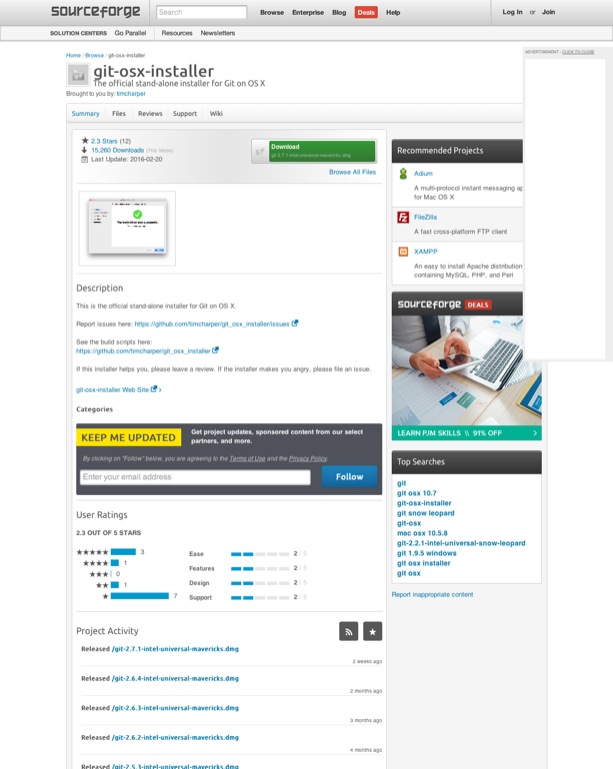 sourceforge
Search
Browse Enterprise Blog Deals Help
Log In or Join
SOLUTION CENTERS Go Parallel Resources Newsletters
ADVERTISEMENT - CLICK TO CLOSE
Home / Browse / git-osx-installer
git-osx-installer
The official stand-alone installer for Git on OS X
Brought to you by: timcharper
Summary Files Reviews Support Wiki
2.3 Stars (12)
15,260 Downloads (This Week)
Last Update: 2016-02-20
Download
git-2.7.1-intel-universal-mavericks.dmg
Browse All Files
Description
This is the official stand-alone installer for Git on OS X.
Report issues here: https://github.com/timcharper/git_osx_installer/issues
See the build scripts here:
https://github.com/timcharper/git_osx_installer
If this installer helps you, please leave a review. If the installer makes you angry, please file an issue.
git-osx-installer Web Site ›
Categories
KEEP ME UPDATED
Get project updates, sponsored content from our select
partners, and more.
By clicking on "Follow" below, you are agreeing to the Terms of Use and the Privacy Policy.
Enter your email address
Follow
User Ratings
2.3 OUT OF 5 STARS
★★★★★ 3
★★★★ 1
★★★ 0
★★ 1
★ 7
Ease 2 / 5
Features 2 / 5
Design 2 / 5
Support 2 / 5
Project Activity
Released /git-2.7.1-intel-universal-mavericks.dmg
2 weeks ago
Released /git-2.6.4-intel-universal-mavericks.dmg
2 months ago
Released /git-2.6.3-intel-universal-mavericks.dmg
3 months ago
Released /git-2.6.2-intel-universal-mavericks.dmg
4 months ago
Released /git-2.5.3-intel-universal-mavericks.dmg
Recommended Projects
Adium
A multi-protocol instant messaging
for Mac OS X
FileZilla
A fast cross-platform FTP client
XAMPP
An easy to install Apache distribution
containing MySQL, PHP, and Perl
sourceforge DEALS
LEARN PJM SKILLS \\ 91% OFF
Top Searches
git
git osx 10.7
git-osx-installer
git snow leopard
git-osx
mac osx 10.5.8
git-2.2.1-intel-universal-snow-leopard
git 1.9.5 windows
git osx installer
git osx
Report inappropriate content